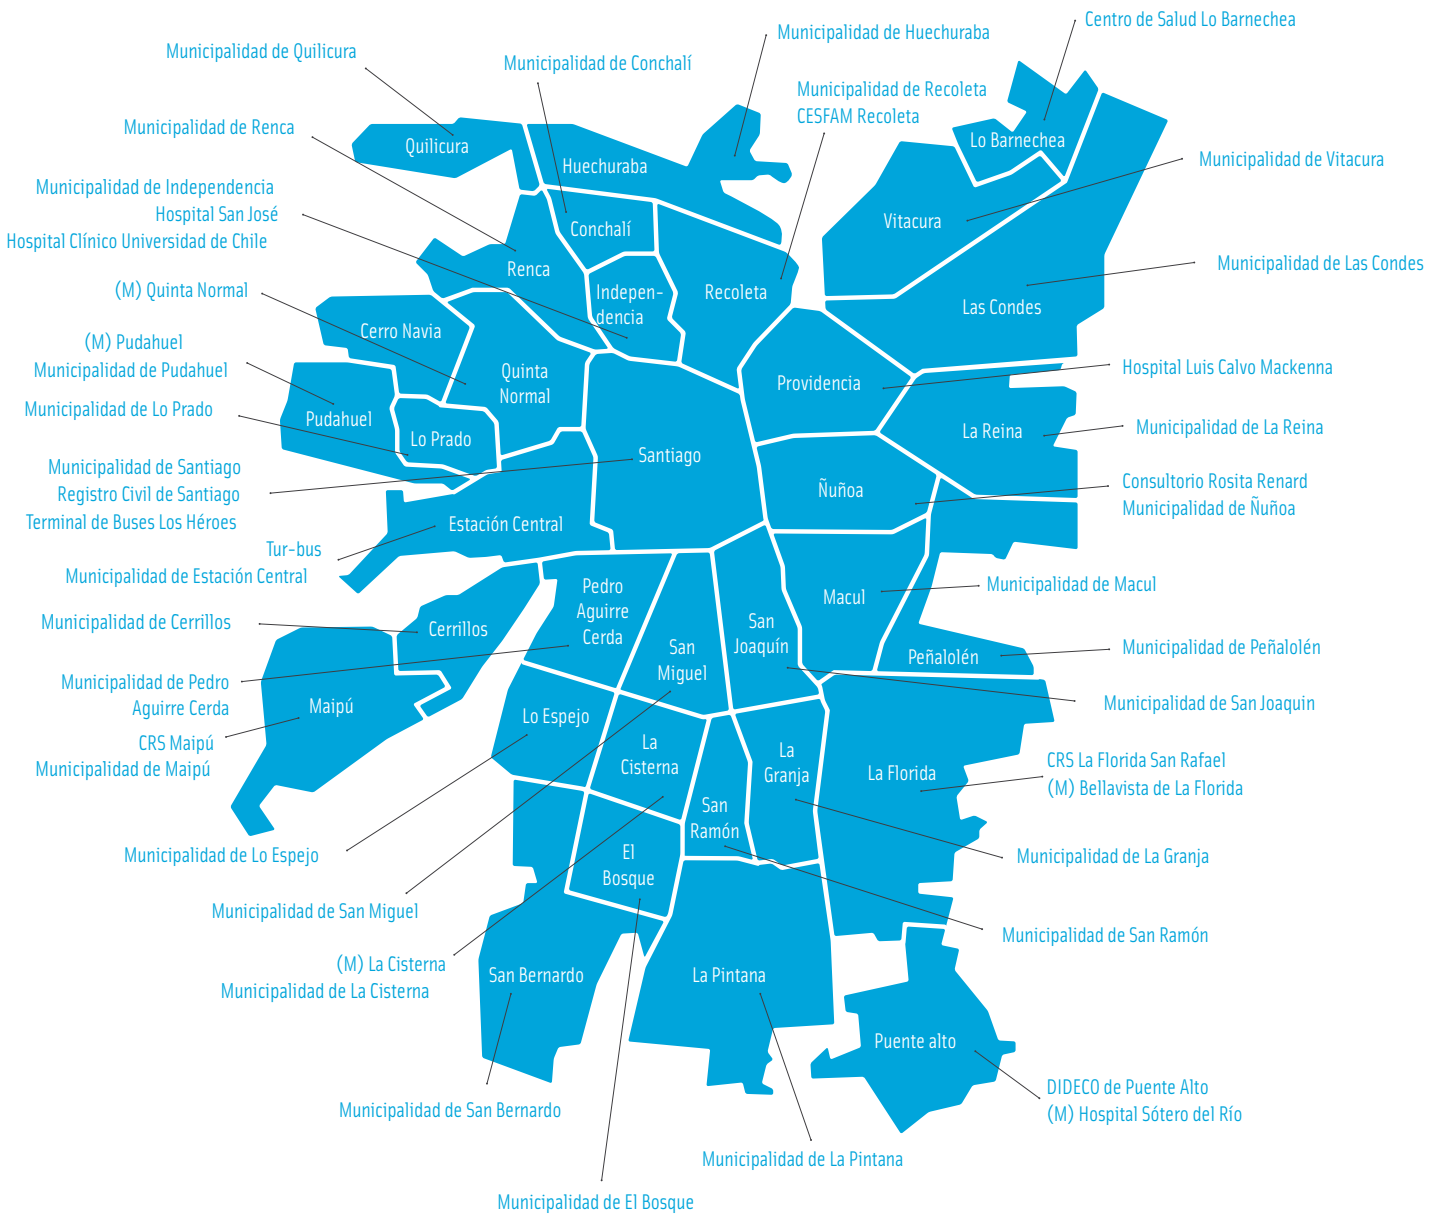 Centro de Salud Lo Barnechea
Municipalidad de Huechuraba
Municipalidad de Quilicura
Municipalidad de Conchalí
Municipalidad de Recoleta
CESFAM Recoleta
Municipalidad de Renca
Lo Barnechea
Quilicura
Huechuraba
Municipalidad de Vitacura
Municipalidad de Independencia
Hospital San José
Hospital Clínico Universidad de Chile
Vitacura
Conchalí
Renca
Municipalidad de Las Condes
(M) Quinta Normal
Indepen-
dencia
Recoleta
Las Condes
Cerro Navia
(M) Pudahuel
Municipalidad de Pudahuel
Hospital Luis Calvo Mackenna
Quinta
Normal
Providencia
Municipalidad de Lo Prado
Pudahuel
Lo Prado
La Reina
Municipalidad de La Reina
Santiago
Municipalidad de Santiago
Registro Civil de Santiago
Terminal de Buses Los Héroes
Ñuñoa
Consultorio Rosita Renard
Municipalidad de Ñuñoa
Estación Central
Tur-bus
Municipalidad de Estación Central
Pedro
Aguirre
Cerda
Macul
Municipalidad de Macul
Municipalidad de Cerrillos
Cerrillos
San
Joaquín
San
Miguel
Peñalolén
Municipalidad de Peñalolén
Municipalidad de Pedro
Aguirre Cerda
Maipú
Lo Espejo
Municipalidad de San Joaquin
CRS Maipú
Municipalidad de Maipú
La
Cisterna
La
Granja
La Florida
CRS La Florida San Rafael
(M) Bellavista de La Florida
San
Ramón
Municipalidad de Lo Espejo
El
Bosque
Municipalidad de La Granja
Municipalidad de San Miguel
Municipalidad de San Ramón
(M) La Cisterna
Municipalidad de La Cisterna
San Bernardo
La Pintana
Puente alto
DIDECO de Puente Alto
(M) Hospital Sótero del Río
Municipalidad de San Bernardo
Municipalidad de La Pintana
Municipalidad de El Bosque